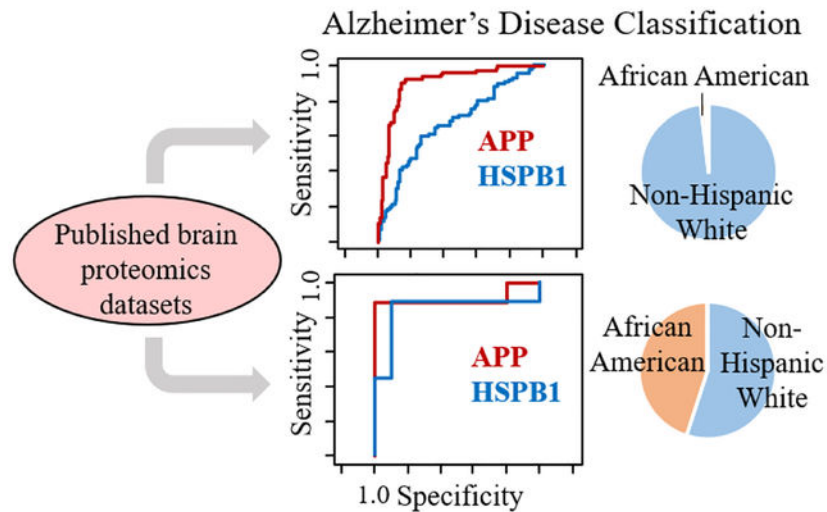 Alzheimer's Disease Classification
Published brain
proteomics
datasets
1.0
Sensitivity
APP
HSPB1
African American
Non-Hispanic
White
1.0
Sensitivity
APP
HSPB1
1.0 Specificity
African
American
Non-
Hispanic
White